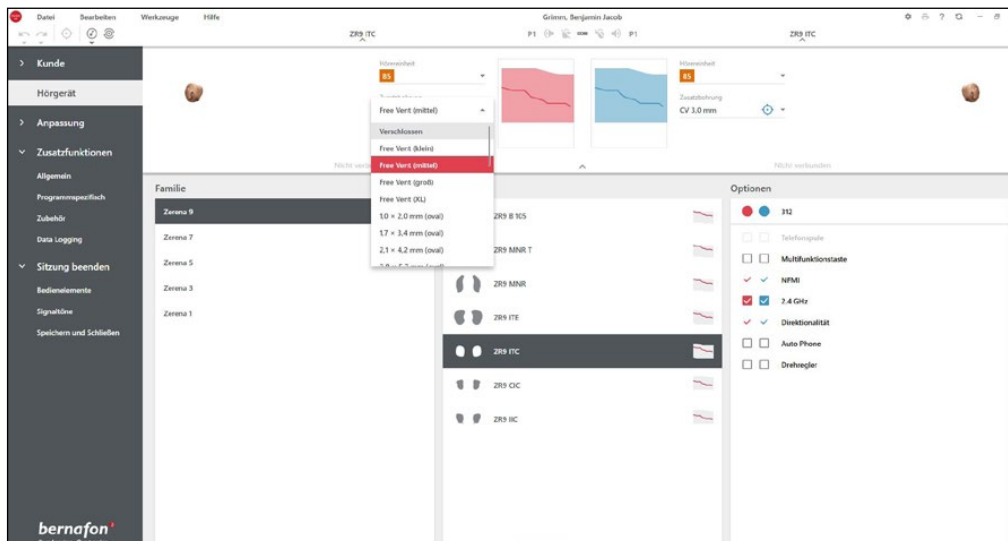 Datei Bearbeiten Werkzeuge Hilfe Grimm, Benjamin Jacob
ZR9 ITC P1 P1 ZR9 ITC
Kunde
Hörgerät
Anpassung
Zusatzfunktionen
Allgemein
Programmspezifisch
Zubehör
Data Logging
Sitzung beenden
Bedienelemente
Signaltöne
Speichern und Schließen
bernafon
Höreinheit
85
Free Vent (mittel)
Verschlossen
Free Vent (klein)
Free Vent (mittel)
Free Vent (groß)
Free Vent (XL)
1.0 × 2.0 mm (oval)
1.7 × 3.4 mm (oval)
2.1 × 4.2 mm (oval)
Höreinheit
85
Zusatzbohrung
CV 3,0 mm
Nicht verbunden
Familie
Zerena 9
Zerena 7
Zerena 5
Zerena 3
Zerena 1
ZR9 B 105
ZR9 MNR T
ZR9 MNR
ZR9 ITE
ZR9 ITC
ZR9 CIC
ZR9 IIC
Optionen
312
Telefonspule
Multifunktionstaste
NFMI
2.4 GHz
Direktionalität
Auto Phone
Drehregler